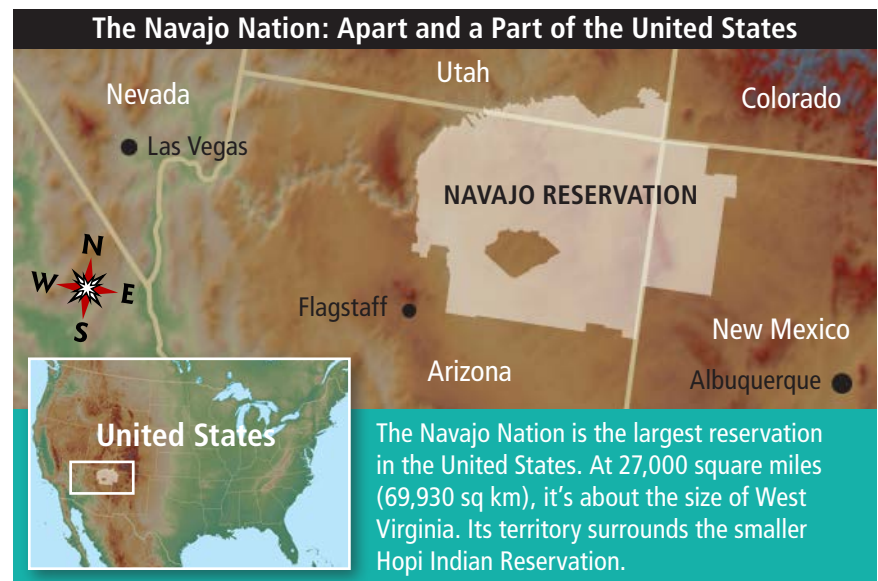 The Navajo Nation: Apart and a Part of the United States
Utah
Nevada
Colorado
Las Vegas
NAVAJO RESERVATION
N
W
E
S
Flagstaff
New Mexico
Arizona
Albuquerque
United States
The Navajo Nation is the largest reservation
in the United States. At 27,000 square miles
(69,930 sq km), it’s about the size of West
Virginia. Its territory surrounds the smaller
Hopi Indian Reservation.